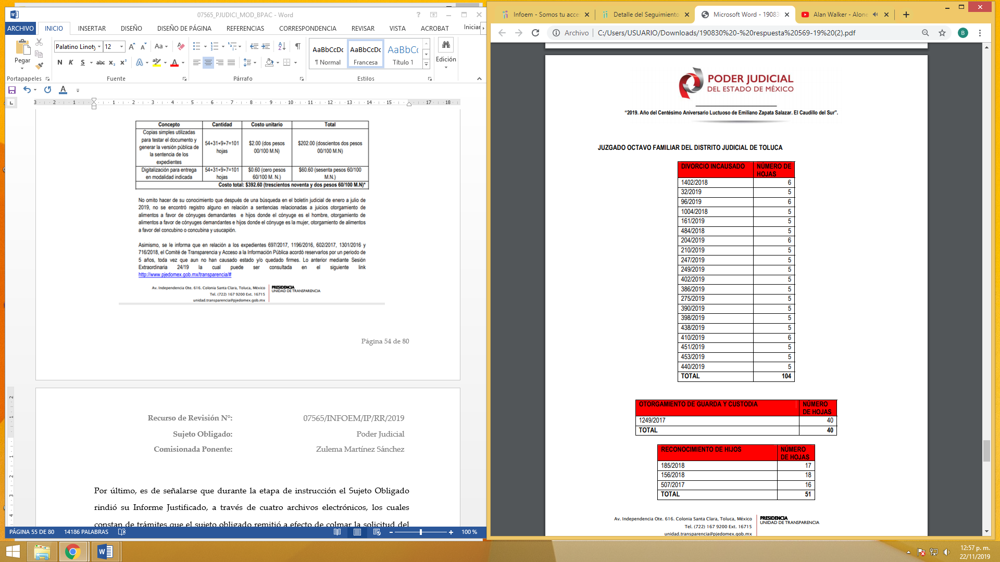 07565_PJUDICI_MOD_BPAC - Word
ARCHIVO INICIO INSERTAR DISEÑO DISEÑO DE PÁGINA REFERENCIAS CORRESPONDENCIA REVISAR VISTA ACROBAT Iniciar
Pegar
Palatino Linoty 12
N K S abc x₂ x²
Aa
AaBbCcDc AaBbCcDc AaBbCc
¶ Normal Francesa Título 1
Edición
Portapapeles Fuente Párrafo Estilos
3 2 1 1 2 3 4 5 6 7 8 9 10 11 12 13 14 15 17 18
Concepto Cantidad Costo unitario Total
Copias simples utilizadas para testar el documento y generar la versión pública de la sentencia de los expedientes 54+31+9+7=101 hojas $2.00 (dos pesos 00/100 M.N) $202.00 (doscientos dos pesos 00/100 M.N)
Digitalización para entrega en modalidad indicada 54+31+9+7=101 hojas $0.60 (cero pesos 60/100 M. N.) $60.60 (sesenta pesos 60/100 M.N.)
Costo total: $392.60 (trescientos noventa y dos pesos 60/100 M.N)*
No omito hacer de su conocimiento que después de una búsqueda en el boletín judicial de enero a julio de
2019, no se encontró registro alguno en relación a sentencias relacionadas a juicios otorgamiento de
alimentos a favor de cónyuges demandantes e hijos donde el cónyuge es el hombre, otorgamiento de
alimentos a favor de cónyuges demandantes e hijos donde el cónyuge es la mujer, otorgamiento de alimentos
a favor del concubino o concubina y usucapión.
Asimismo, se le informa que en relación a los expedientes 697/2017, 1196/2016, 602/2017, 1301/2016 y
716/2018, el Comité de Transparencia y Acceso a la Información Pública acordó reservarlos por un periodo de
5 años, toda vez que aun no han causado estado y/o quedado firmes. Lo anterior mediante Sesión
Extraordinaria 24/19 la cual puede ser consultada en el siguiente link
http://www.pjedomex.gob.mx/transparencia/#
Av. Independencia Ote. 616. Colonia Santa Clara, Toluca, México PRESIDENCIA
Tel. (722) 167 9200 Ext. 16715 UNIDAD DE TRANSPARENCIA
unidad.transparencia@pjedomex.gob.mx
Página 54 de 80
Recurso de Revisión N°: 07565/INFOEM/IP/RR/2019
Sujeto Obligado: Poder Judicial
Comisionada Ponente: Zulema Martínez Sánchez
Por último, es de señalarse que durante la etapa de instrucción el Sujeto Obligado
rindió su Informe Justificado, a través de cuatro archivos electrónicos, los cuales
constan de trámites que el sujeto obligado remitió a efecto de colmar la solicitud del
PÁGINA 55 DE 80 14186 PALABRAS 100 %
Infoem - Somos tu acce
Detalle del Seguimiento
Microsoft Word - 19083
Alan Walker - Alone
Archivo C:/Users/USUARIO/Downloads/190830%20-%20respuesta%20569-19%20(2).pdf
B
PODER JUDICIAL
DEL ESTADO DE MÉXICO
“2019. Año del Centésimo Aniversario Luctuoso de Emiliano Zapata Salazar. El Caudillo del Sur”.
JUZGADO OCTAVO FAMILIAR DEL DISTRITO JUDICIAL DE TOLUCA
DIVORCIO INCAUSADO NÚMERO DE HOJAS
1402/2018 6
32/2019 5
96/2019 6
1004/2018 5
161/2019 5
484/2018 5
204/2019 6
210/2019 5
247/2019 5
249/2019 5
402/2019 5
386/2019 5
275/2019 5
390/2019 5
398/2019 5
438/2019 5
410/2019 6
451/2019 5
453/2019 5
440/2019 5
TOTAL 104
OTORGAMIENTO DE GUARDA Y CUSTODIA NÚMERO DE HOJAS
1249/2017 40
TOTAL 40
RECONOCIMIENTO DE HIJOS NÚMERO DE HOJAS
185/2018 17
156/2018 18
507/2017 16
TOTAL 51
Av. Independencia Ote. 616. Colonia Santa Clara, Toluca, México PRESIDENCIA
Tel. (722) 167 9200 Ext. 16715 UNIDAD DE TRANSPARENCIA
unidad.transparencia@pjedomex.gob.mx
12:57 p. m.
22/11/2019